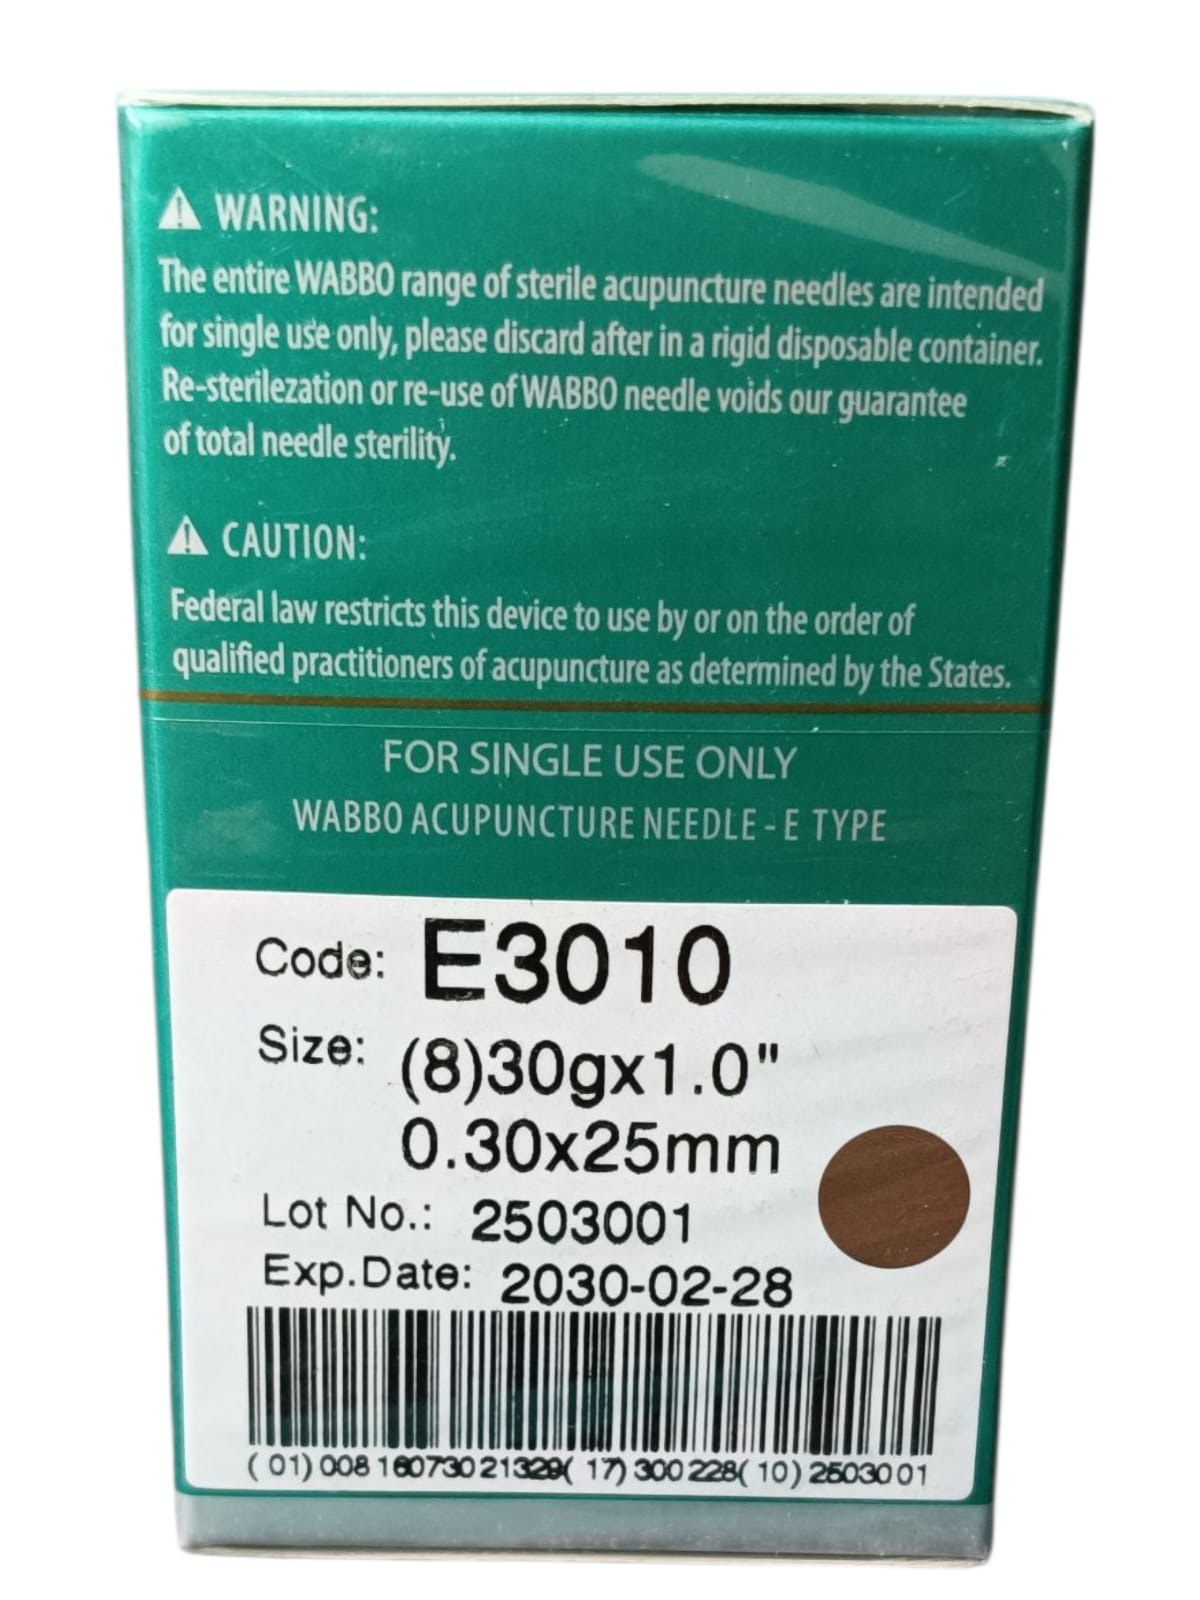 WARNING:
The entire WABBO range of sterile acupuncture needles are intended
for single use only, please discard after in a rigid disposable container.
Re-sterilezation or re-use of WABBO needle voids our guarantee
of total needle sterility.
CAUTION:
Federal law restricts this device to use by or on the order of
qualified practitioners of acupuncture as determined by the States.
FOR SINGLE USE ONLY
WABBO ACUPUNCTURE NEEDLE - E TYPE
Code: E3010
Size: (8)30gx1.0"
0.30x25mm
Lot No.: 2503001
Exp.Date: 2030-02-28
(01)00816073021329(17)300228(10)2503001